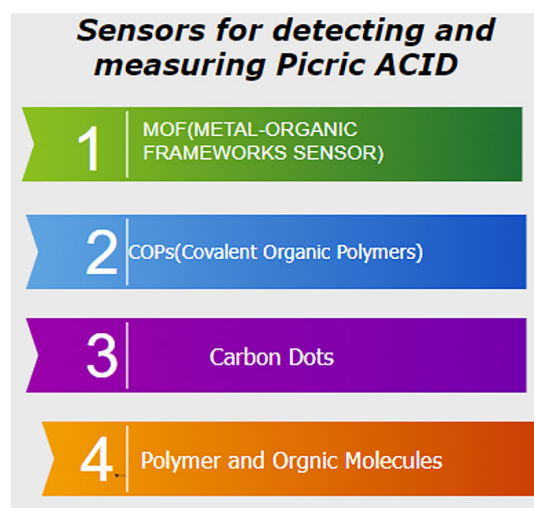 Sensors for detecting and
measuring Picric ACID
1
MOF(METAL-ORGANIC
FRAMEWORKS SENSOR)
2
COPs(Covalent Organic Polymers)
3
Carbon Dots
4
Polymer and Orgnic Molecules